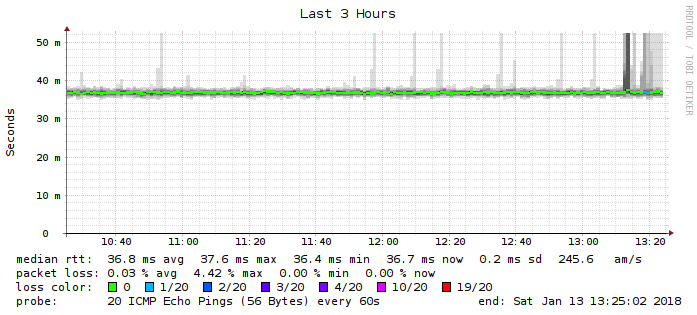 Last 3 Hours
RRDTOOL / TOBI OETIKER
Seconds
50 m
40 m
30 m
20 m
10 m
0
10:40 11:00 11:20 11:40 12:00 12:20 12:40 13:00 13:20
median rtt: 36.8 ms avg 37.6 ms max 36.4 ms min 36.7 ms now 0.2 ms sd 245.6 am/s
packet loss: 0.03 % avg 4.42 % max 0.00 % min 0.00 % now
loss color: 0 1/20 2/20 3/20 4/20 10/20 19/20
probe: 20 ICMP Echo Pings (56 Bytes) every 60s end: Sat Jan 13 13:25:02 2018